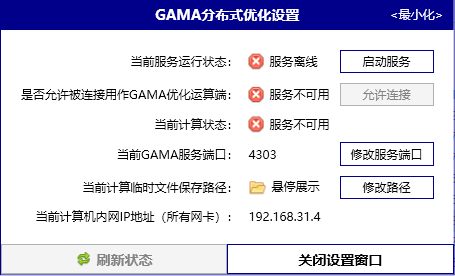 GAMA分布式优化设置 <最小化>
当前服务运行状态： 服务离线 启动服务
是否允许被连接用作GAMA优化运算端： 服务不可用 允许连接
当前计算状态： 服务不可用
当前GAMA服务端口： 4303 修改服务端口
当前计算临时文件保存路径： 悬停展示 修改路径
当前计算机内网IP地址（所有网卡）： 192.168.31.4
刷新状态 关闭设置窗口